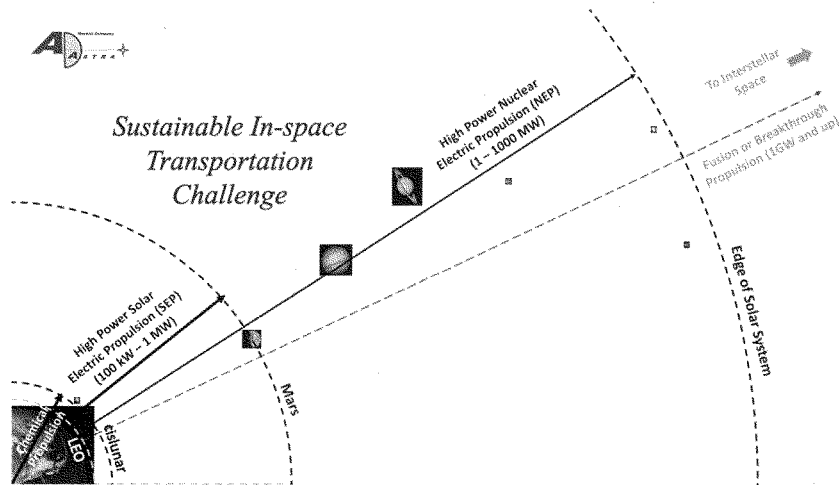 AD
ASTRA
Sustainable In-space
Transportation
Challenge
High Power Nuclear
Electric Propulsion (NEP)
(1 – 1000 MW)
To Interstellar
Space
Fusion or Breakthrough
Propulsion (1GW and up)
High Power Solar
Electric Propulsion (SEP)
(100 kW – 1 MW)
Edge of Solar System
Mars
Chemical
Propulsion
LEO
cislunar